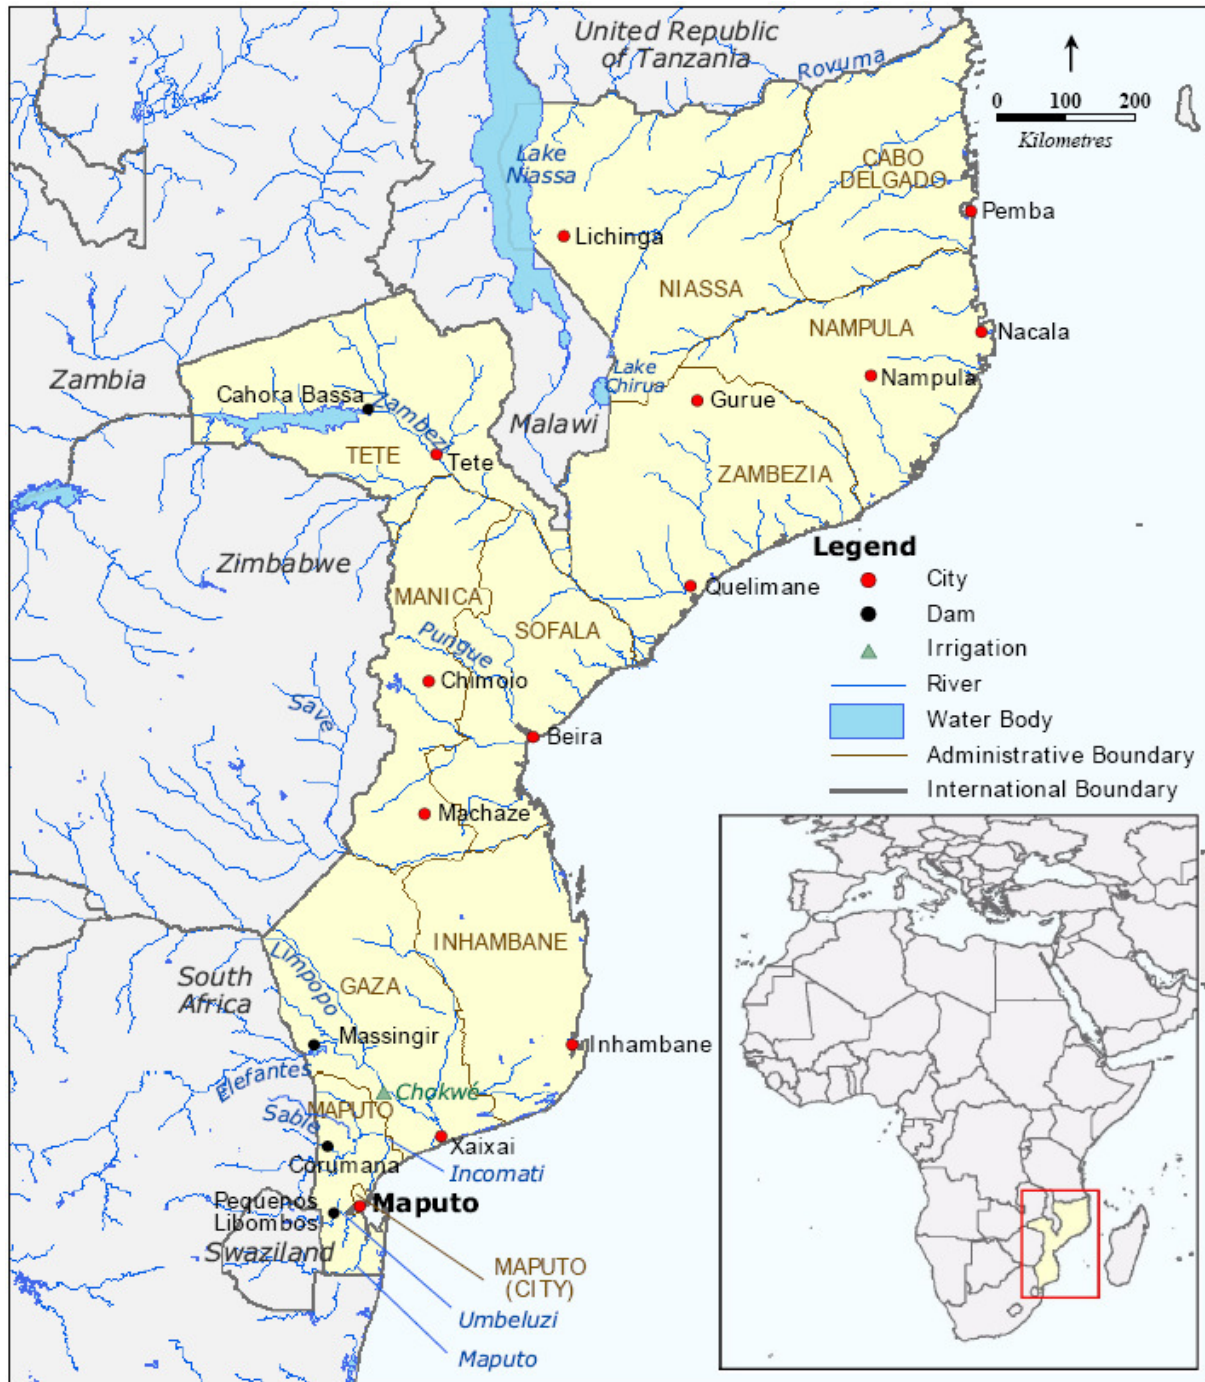 United Republic
of Tanzania
Rovuma
0 100 200
Kilometres
Lake
Niassa
CABO
DELGADO
Pemba
Lichinga
NIASSA
NAMPULA
Nacala
Zambia
Lake
Chirua
Nampula
Cahora Bassa
Zambezi
Gurue
Malawi
TETE
Tete
ZAMBEZIA
Zimbabwe
Legend
City
Dam
Irrigation
River
Water Body
Administrative Boundary
International Boundary
MANICA
Quelimane
SOFALA
Pungue
Chimoio
Save
Beira
Machaze
INHAMBANE
Limpopo
South
Africa
GAZA
Massingir
Inhambane
Elefantes
Chokwé
MAPUTO
Sabie
Xaixai
Corumana
Incomati
Pequenos
Libombos
Maputo
Swaziland
MAPUTO
(CITY)
Umbeluzi
Maputo